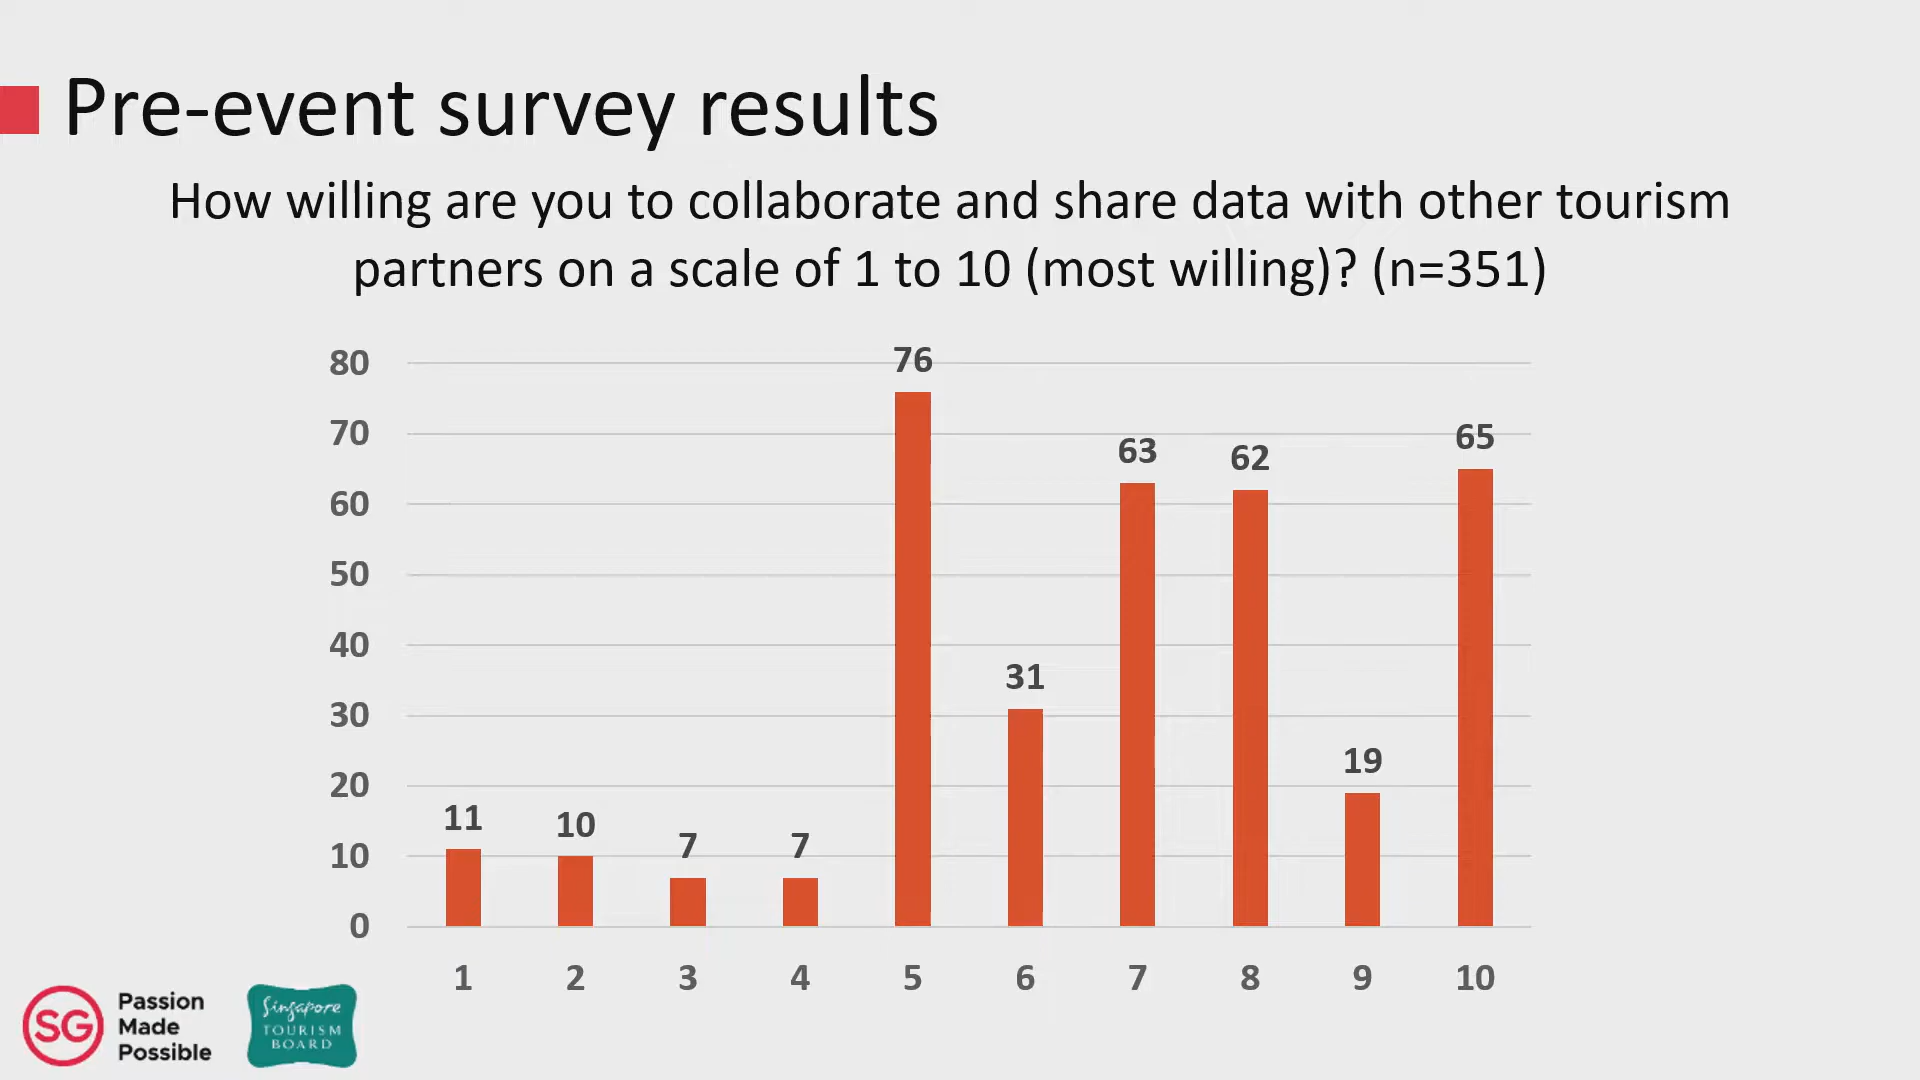 Pre-event survey results
How willing are you to collaborate and share data with other tourism
partners on a scale of 1 to 10 (most willing)? (n=351)
80
70
60
50
40
30
20
10
0
11
10
7
7
76
31
63
62
19
65
1 2 3 4 5 6 7 8 9 10
SG
Passion
Made
Possible
Singapore
TOURISM
BOARD